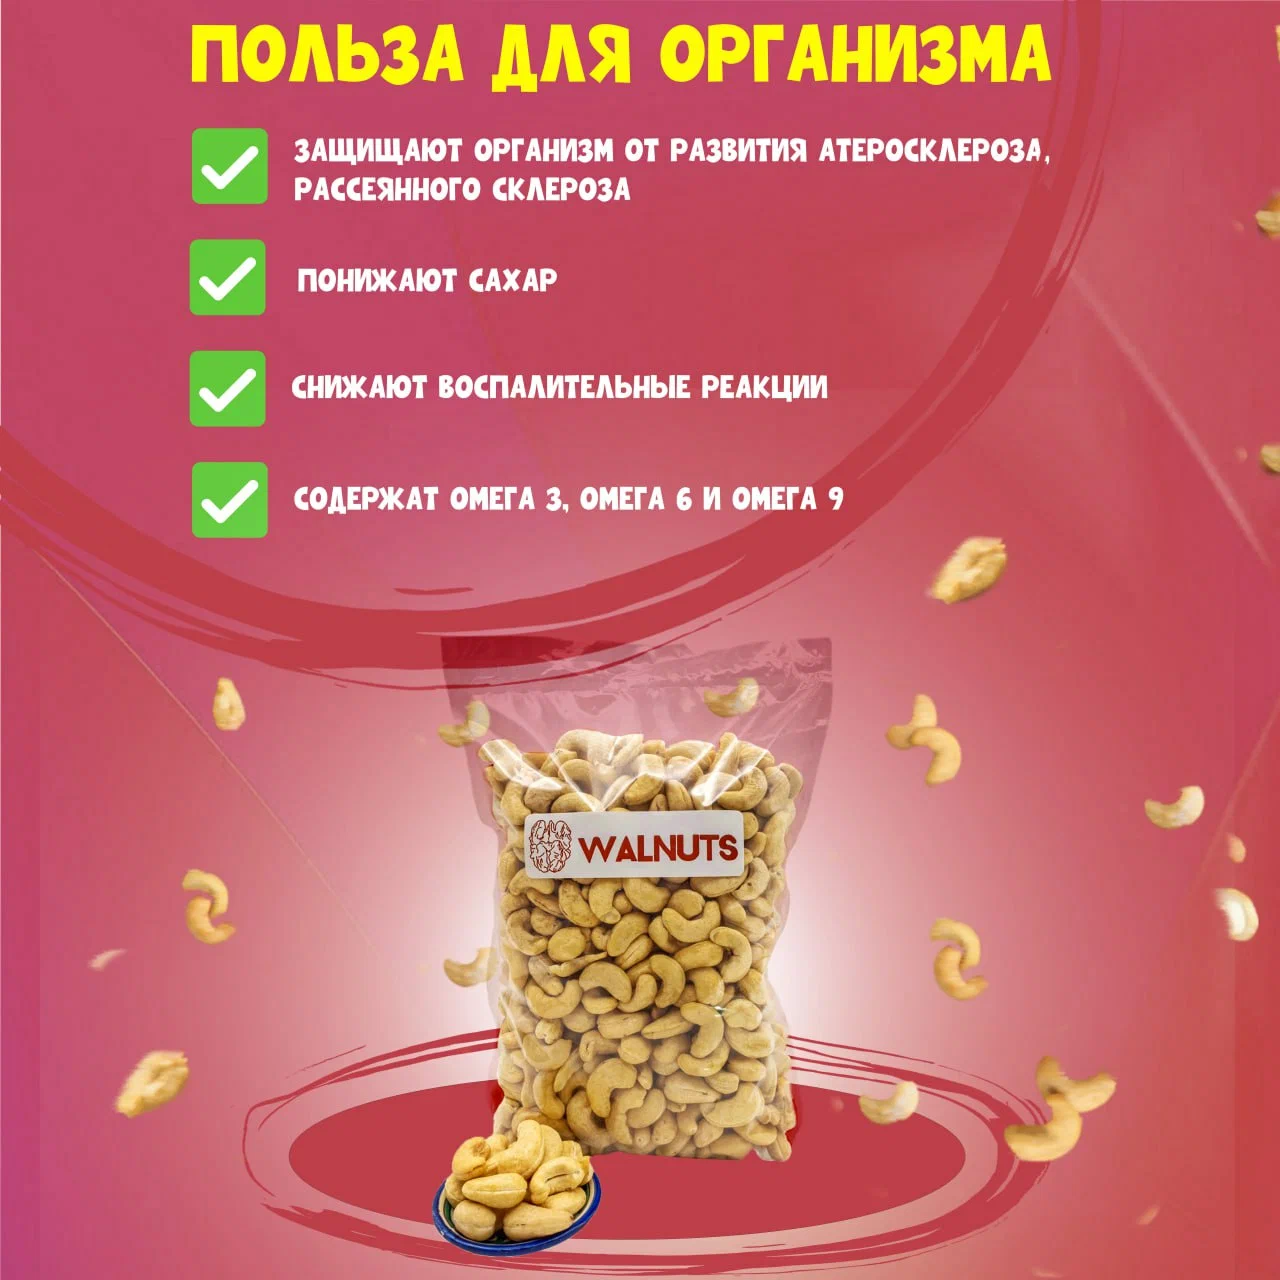 ПОЛЬЗА ДЛЯ ОРГАНИЗМА
ЗАЩИЩАЮТ ОРГАНИЗМ ОТ РАЗВИТИЯ АТЕРОСКЛЕРОЗА,
РАССЕЯННОГО СКЛЕРОЗА
ПОНИЖАЮТ САХАР
СНИЖАЮТ ВОСПАЛИТЕЛЬНЫЕ РЕАКЦИИ
СОДЕРЖАТ ОМЕГА 3, ОМЕГА 6 И ОМЕГА 9
WALNUTS